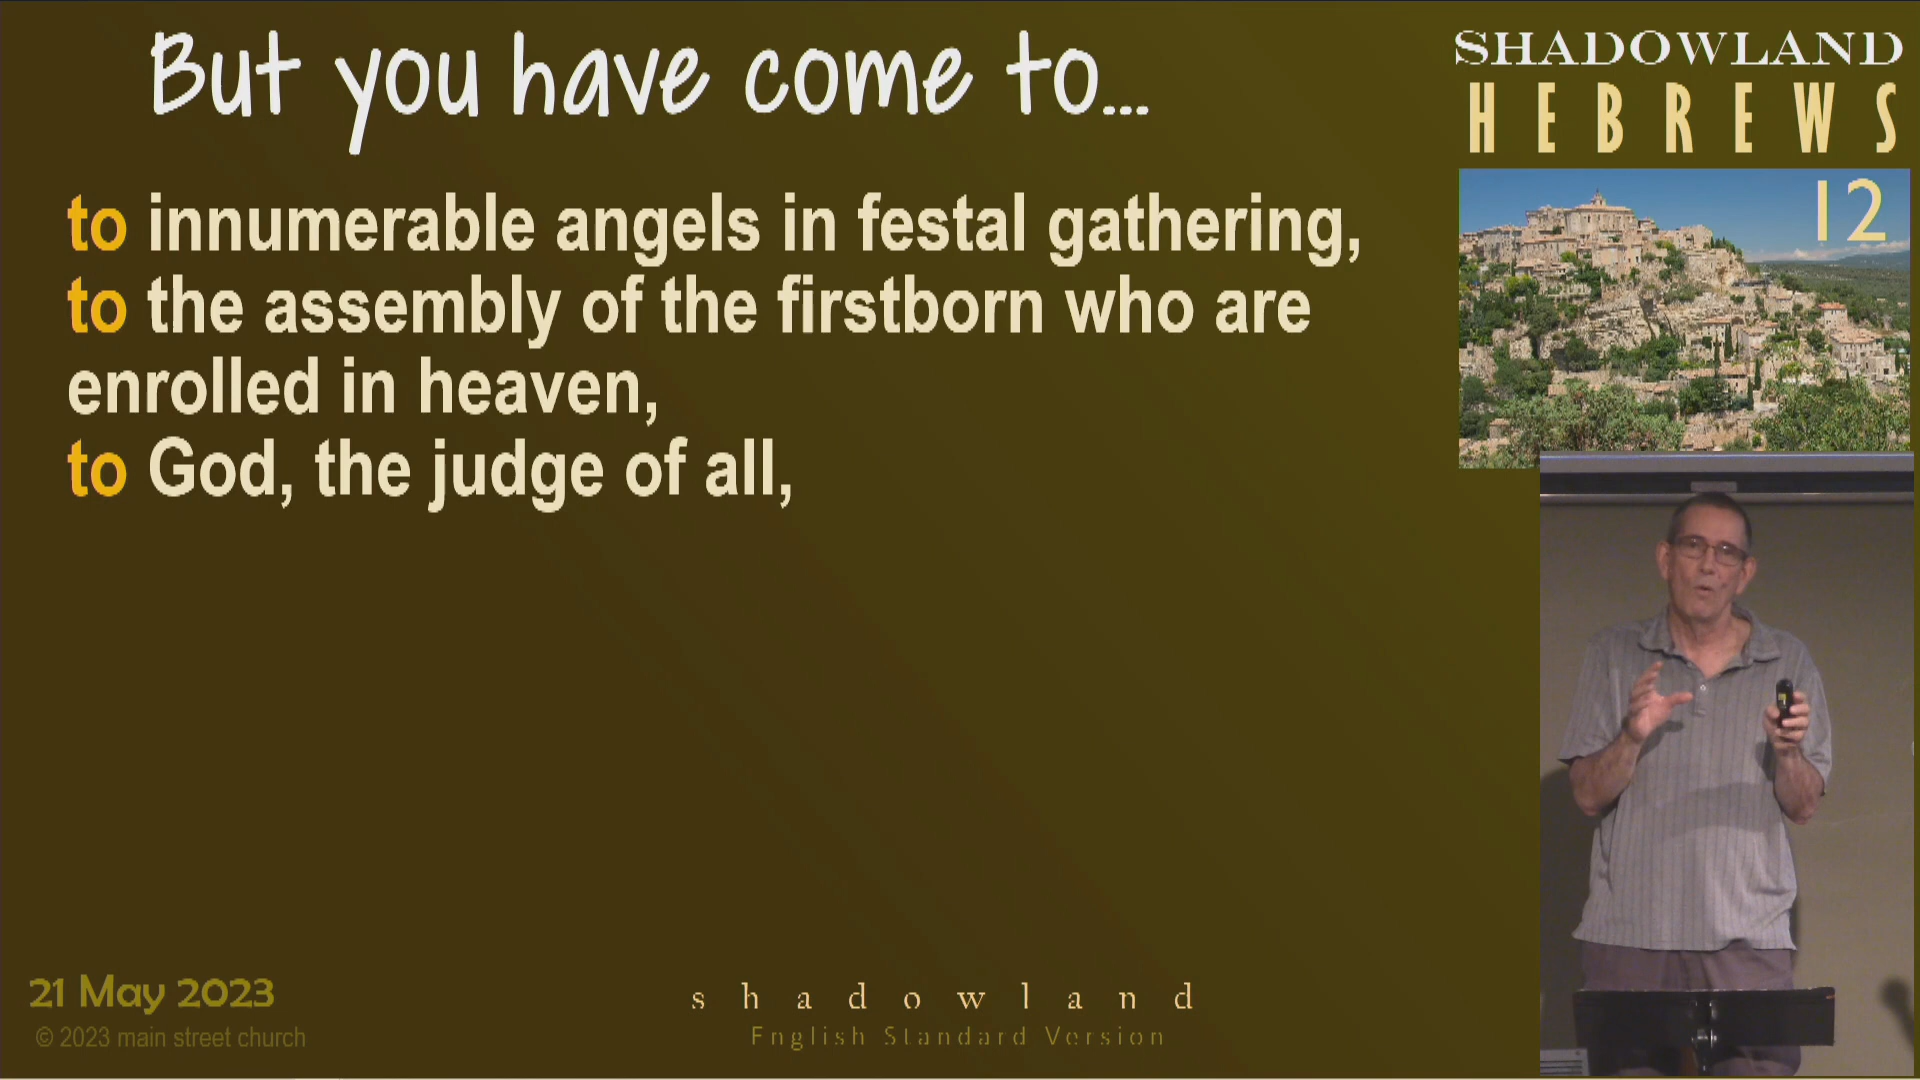 But you have come to...
to innumerable angels in festal gathering,
to the assembly of the firstborn who are
enrolled in heaven,
to God, the judge of all,
SHADOWLAND
HEBREWS
12
21 May 2023
© 2023 main street church
shadowland
English Standard Version